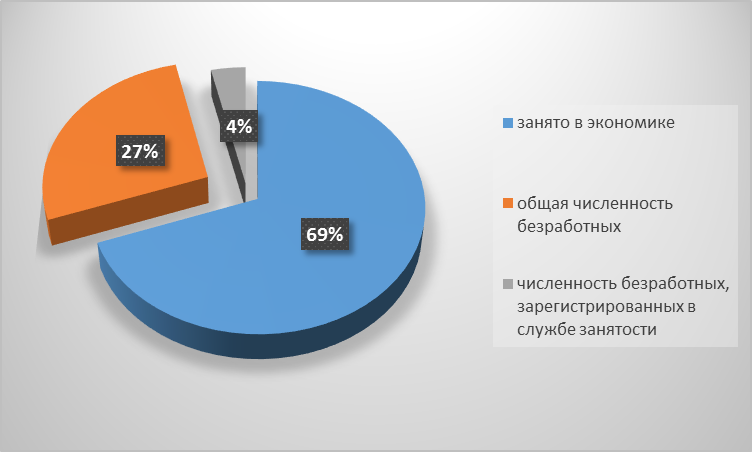 4%
27%
69%
занято в экономике
общая численность
безработных
численность безработных,
зарегистрированных в
службе занятости